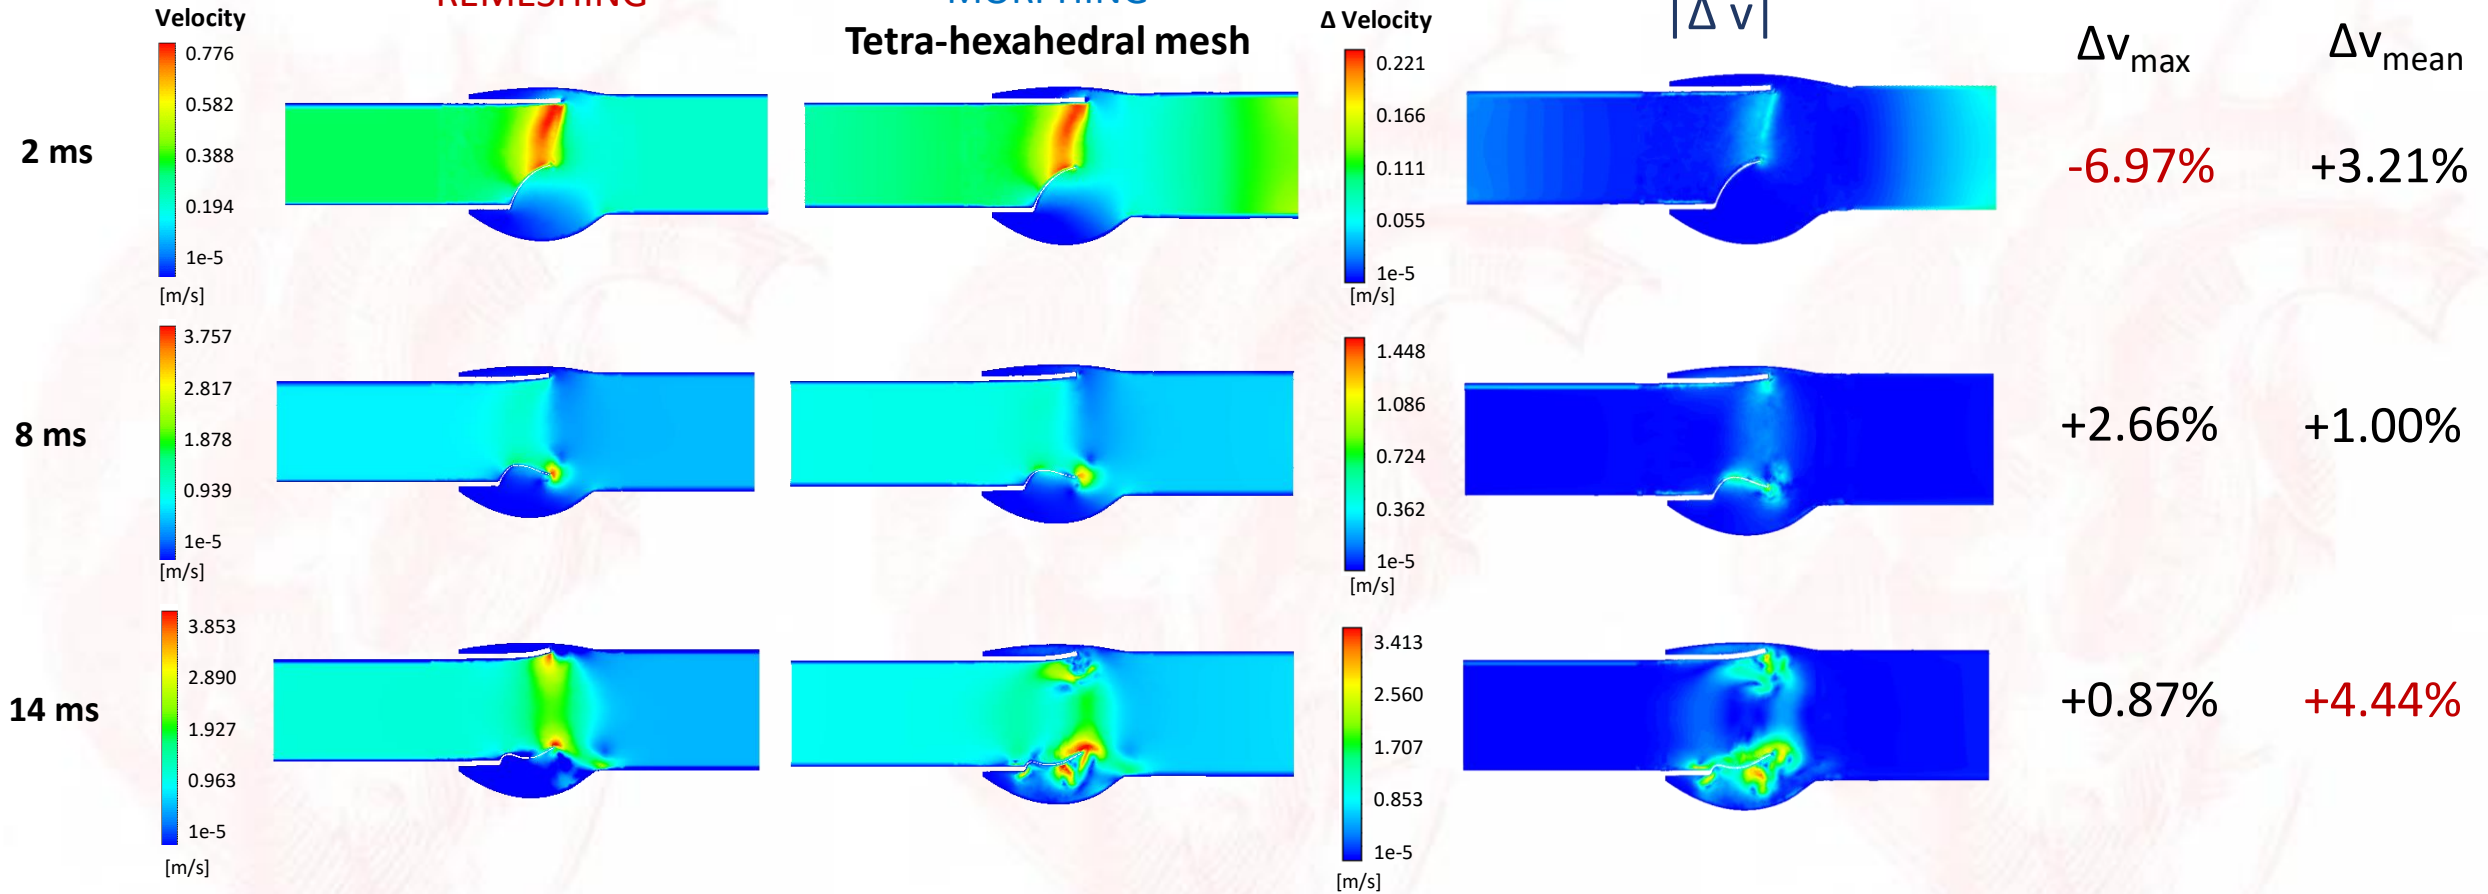 REMESHING
MORPHING
Tetra-hexahedral mesh
|Δ v|
Δv_max
Δv_mean
Velocity
0.776
0.582
0.388
0.194
1e-5
[m/s]
Δ Velocity
0.221
0.166
0.111
0.055
1e-5
[m/s]
2 ms
-6.97%
+3.21%
3.757
2.817
1.878
0.939
1e-5
[m/s]
1.448
1.086
0.724
0.362
1e-5
[m/s]
8 ms
+2.66%
+1.00%
3.853
2.890
1.927
0.963
1e-5
[m/s]
3.413
2.560
1.707
0.853
1e-5
[m/s]
14 ms
+0.87%
+4.44%